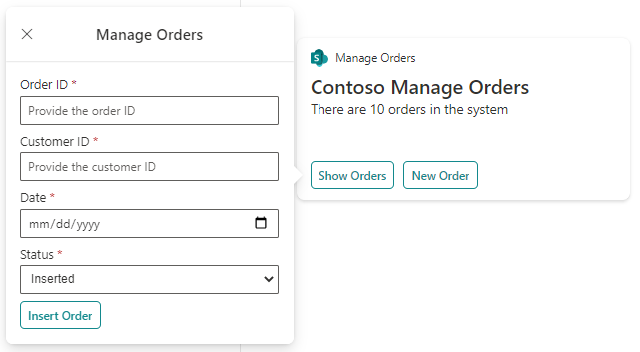 Manage Orders
Order ID *
Provide the order ID
Customer ID *
Provide the customer ID
Date *
mm/dd/yyyy
Status *
Inserted
Insert Order
S
Manage Orders
Contoso Manage Orders
There are 10 orders in the system
Show Orders
New Order